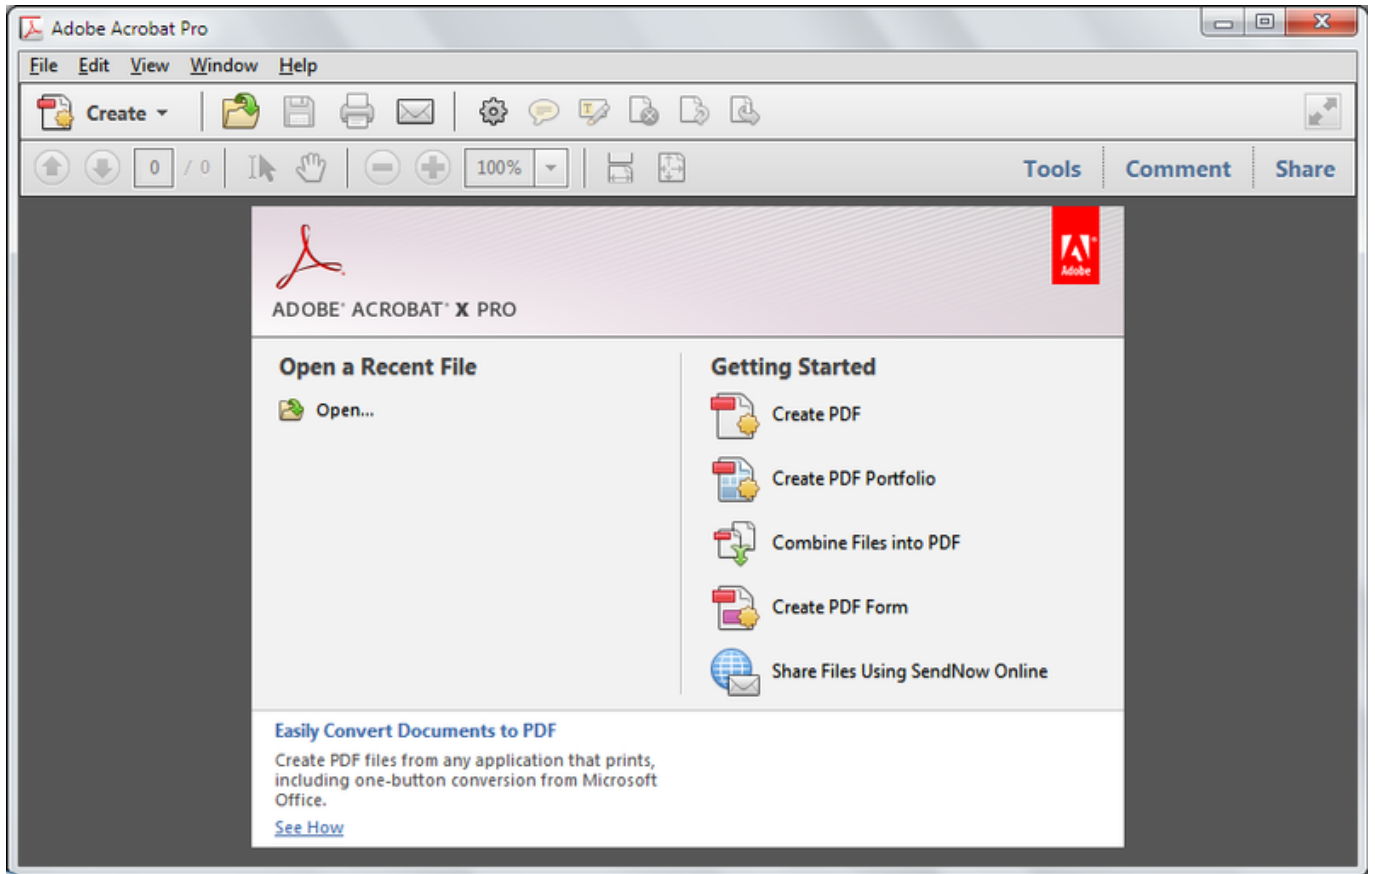 Adobe Acrobat Pro
File Edit View Window Help
Create
0 / 0 100% Tools Comment Share
Adobe
ADOBE® ACROBAT® X PRO
Open a Recent File
Open...
Getting Started
Create PDF
Create PDF Portfolio
Combine Files into PDF
Create PDF Form
Share Files Using SendNow Online
Easily Convert Documents to PDF
Create PDF files from any application that prints,
including one-button conversion from Microsoft
Office.
See How